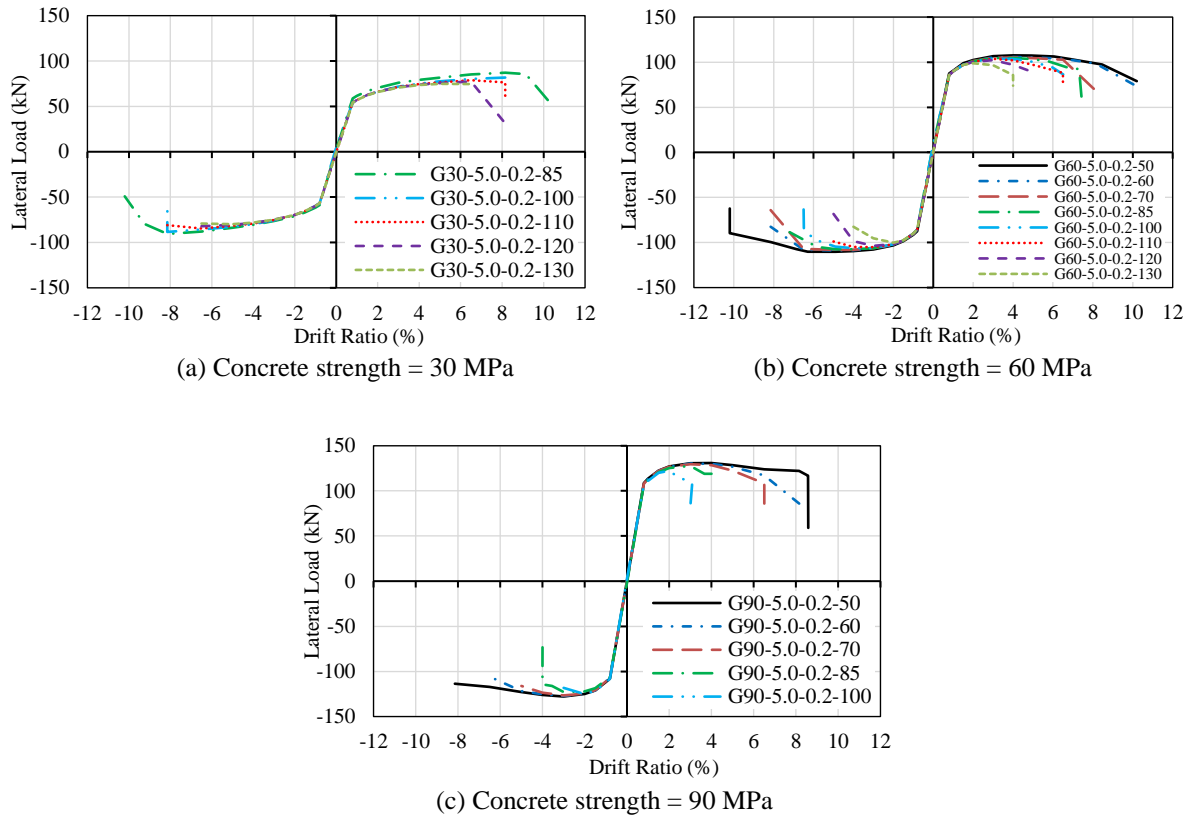 150
100
50
0
-50
-100
-150
-12 -10 -8 -6 -4 -2 0 2 4 6 8 10 12
Lateral Load (kN)
Drift Ratio (%)
G30-5.0-0.2-85
G30-5.0-0.2-100
G30-5.0-0.2-110
G30-5.0-0.2-120
G30-5.0-0.2-130
(a) Concrete strength = 30 MPa
150
100
50
0
-50
-100
-150
-12 -10 -8 -6 -4 -2 0 2 4 6 8 10 12
Lateral Load (kN)
Drift Ratio (%)
G60-5.0-0.2-50
G60-5.0-0.2-60
G60-5.0-0.2-70
G60-5.0-0.2-85
G60-5.0-0.2-100
G60-5.0-0.2-110
G60-5.0-0.2-120
G60-5.0-0.2-130
(b) Concrete strength = 60 MPa
150
100
50
0
-50
-100
-150
-12 -10 -8 -6 -4 -2 0 2 4 6 8 10 12
Lateral Load (kN)
Drift Ratio (%)
G90-5.0-0.2-50
G90-5.0-0.2-60
G90-5.0-0.2-70
G90-5.0-0.2-85
G90-5.0-0.2-100
(c) Concrete strength = 90 MPa